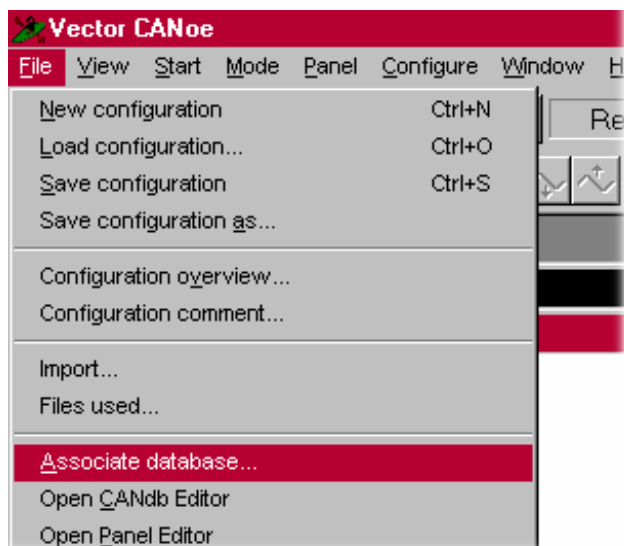 Vector CANoe
File View Start Mode Panel Configure Window H
New configuration Ctrl+N
Re
Load configuration... Ctrl+O
Save configuration Ctrl+S
Save configuration as...
Configuration overview...
Configuration comment...
Import...
Files used...
Associate database...
Open CANdb Editor
Open Panel Editor